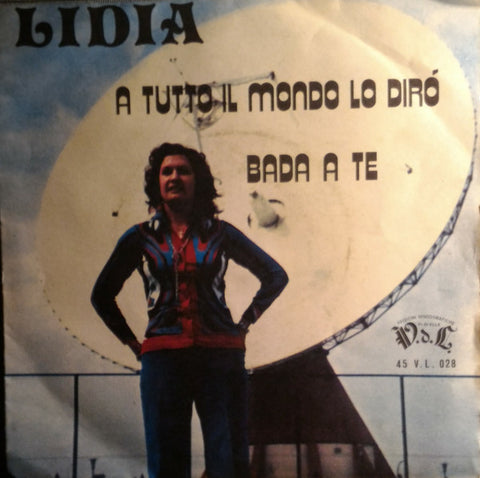 LIDIA
A TUTTO IL MONDO LO DIRÓ
BADA A TE
V.d.L.
45 V.L. 028